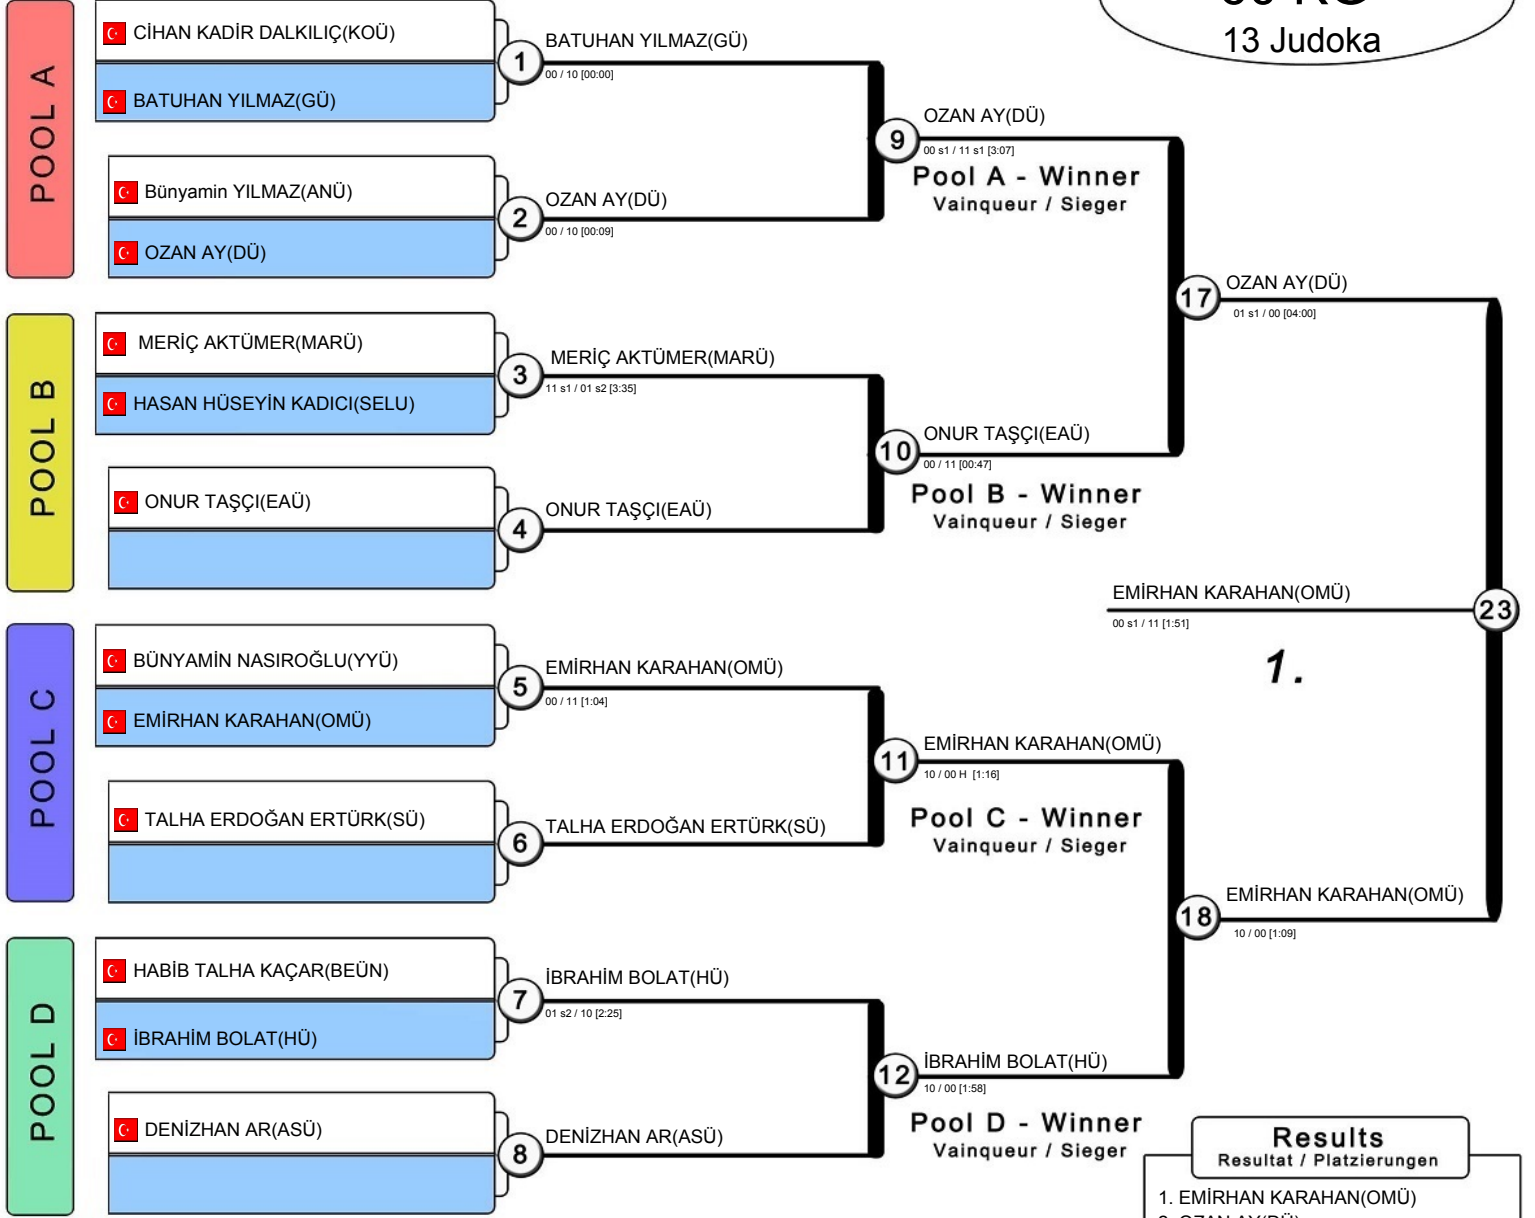 13 Judoka
POOL A
CİHAN KADİR DALKILIÇ(KOÜ)
BATUHAN YILMAZ(GÜ)
1
BATUHAN YILMAZ(GÜ)
00 / 10 [00:00]
Bünyamin YILMAZ(ANÜ)
OZAN AY(DÜ)
2
OZAN AY(DÜ)
00 / 10 [00:09]
9
OZAN AY(DÜ)
00 s1 / 11 s1 [3:07]
Pool A - Winner
Vainqueur / Sieger
POOL B
MERİÇ AKTÜMER(MARÜ)
HASAN HÜSEYİN KADICI(SELU)
3
MERİÇ AKTÜMER(MARÜ)
11 s1 / 01 s2 [3:35]
ONUR TAŞÇI(EAÜ)
4
ONUR TAŞÇI(EAÜ)
10
ONUR TAŞÇI(EAÜ)
00 / 11 [00:47]
Pool B - Winner
Vainqueur / Sieger
17
OZAN AY(DÜ)
01 s1 / 00 [04:00]
POOL C
BÜNYAMİN NASIROĞLU(YYÜ)
EMİRHAN KARAHAN(OMÜ)
5
EMİRHAN KARAHAN(OMÜ)
00 / 11 [1:04]
TALHA ERDOĞAN ERTÜRK(SÜ)
6
TALHA ERDOĞAN ERTÜRK(SÜ)
11
EMİRHAN KARAHAN(OMÜ)
10 / 00 H [1:16]
Pool C - Winner
Vainqueur / Sieger
POOL D
HABİB TALHA KAÇAR(BEÜN)
İBRAHİM BOLAT(HÜ)
7
İBRAHİM BOLAT(HÜ)
01 s2 / 10 [2:25]
DENİZHAN AR(ASÜ)
8
DENİZHAN AR(ASÜ)
12
İBRAHİM BOLAT(HÜ)
10 / 00 [1:58]
Pool D - Winner
Vainqueur / Sieger
18
EMİRHAN KARAHAN(OMÜ)
10 / 00 [1:09]
23
EMİRHAN KARAHAN(OMÜ)
00 s1 / 11 [1:51]
1.
Results
Resultat / Platzierungen
1. EMİRHAN KARAHAN(OMÜ)